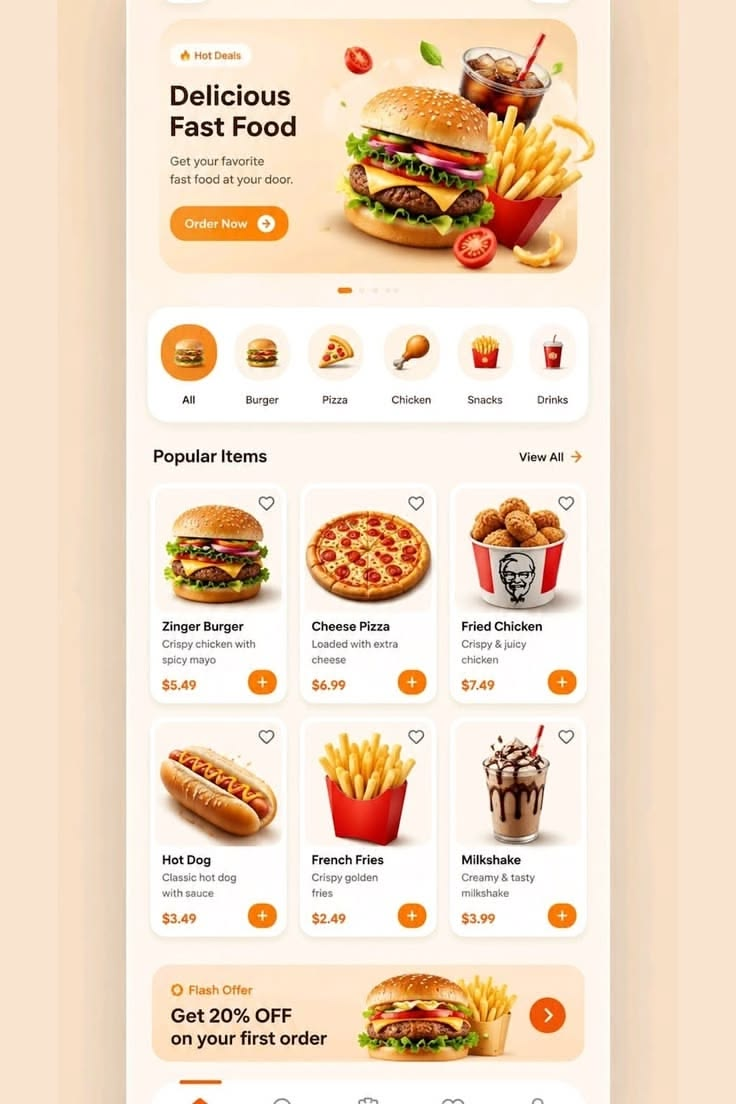 Hot Deals
Delicious
Fast Food
Get your favorite
fast food at your door.
Order Now
All
Burger
Pizza
Chicken
Snacks
Drinks
Popular Items
View All
Zinger Burger
Crispy chicken with
spicy mayo
$5.49
Cheese Pizza
Loaded with extra
cheese
$6.99
Fried Chicken
Crispy & juicy
chicken
$7.49
Hot Dog
Classic hot dog
with sauce
$3.49
French Fries
Crispy golden
fries
$2.49
Milkshake
Creamy & tasty
milkshake
$3.99
Flash Offer
Get 20% OFF
on your first order